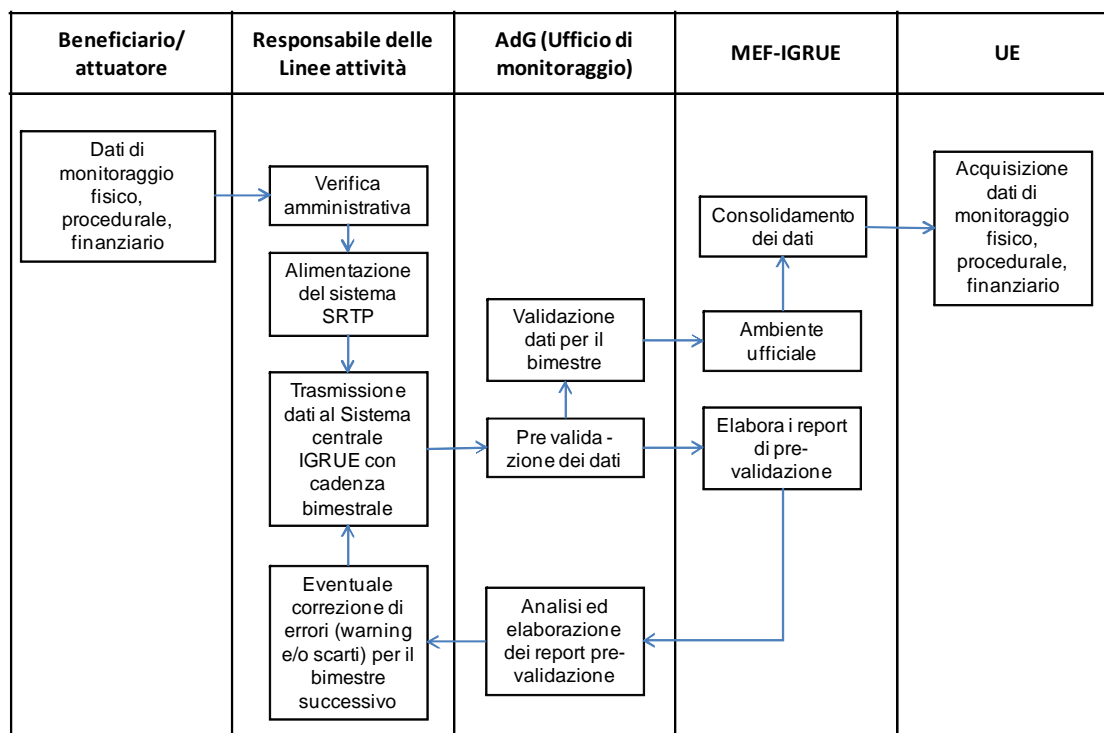 Beneficiario/
attuatore
Responsabile delle
Linee attività
AdG (Ufficio di
monitoraggio)
MEF-IGRUE
UE
Dati di
monitoraggio
fisico,
procedurale,
finanziario
Verifica
amministrativa
Alimentazione
del sistema
SRTP
Trasmissione
dati al Sistema
centrale
IGRUE con
cadenza
bimestrale
Eventuale
correzione di
errori (warning
e/o scarti) per il
bimestre
successivo
Validazione
dati per il
bimestre
Pre valida -
zione dei dati
Analisi ed
elaborazione
dei report pre-
validazione
Consolidamento
dei dati
Ambiente
ufficiale
Elabora i report
di pre-
validazione
Acquisizione
dati di
monitoraggio
fisico,
procedurale,
finanziario